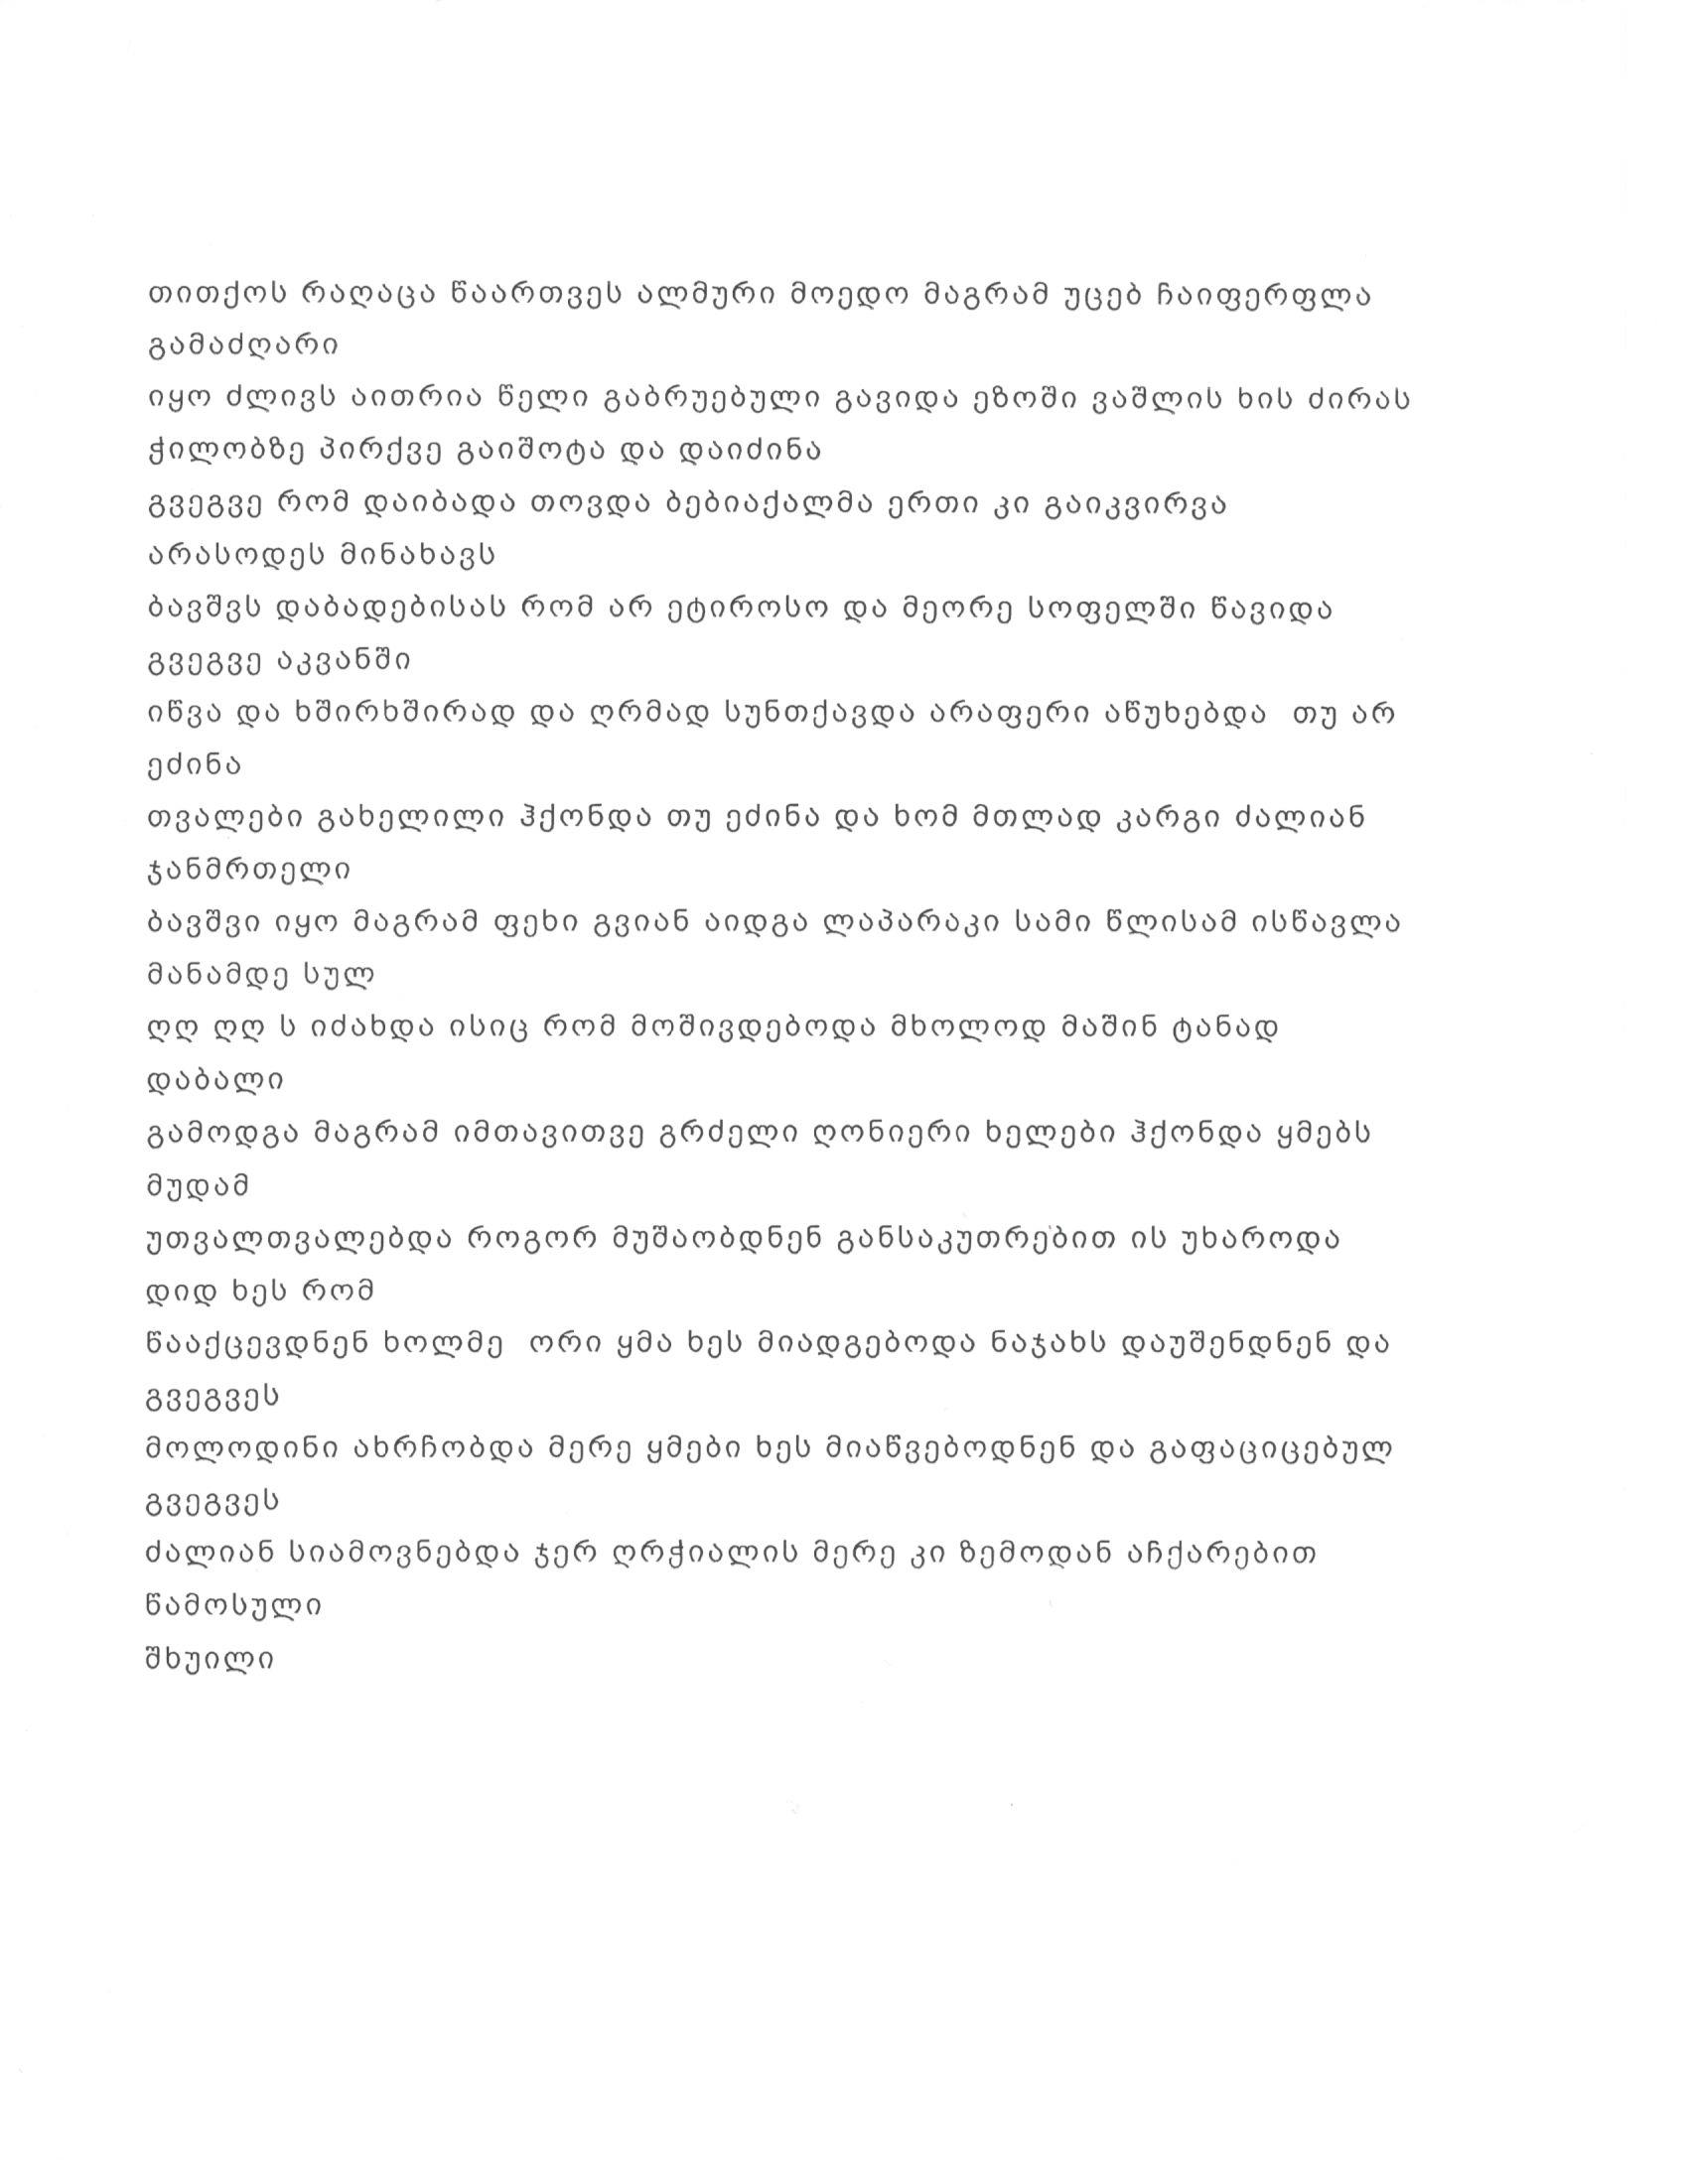 თითქოს რაღაცა წაართვეს ალმური მოედო მაგრამ უცებ ჩაიფერფლა
გამაძღარი
იყო ძლივს აითრია წელი გაბრუებული გავიდა ეზოში ვაშლის ხის ძირას
ჭილობზე პირქვე გაიშოტა და დაიძინა
გვეგვე რომ დაიბადა თოვდა ბებიაქალმა ერთი კი გაიკვირვა
არასოდეს მინახავს
ბავშვს დაბადებისას რომ არ ეტიროსო და მეორე სოფელში წავიდა
გვეგვე აკვანში
იწვა და ხშირხშირად და ღრმად სუნთქავდა არაფერი აწუხებდა  თუ არ
ეძინა
თვალები გახელილი ჰქონდა თუ ეძინა და ხომ მთლად კარგი ძალიან
ჯანმრთელი
ბავშვი იყო მაგრამ ფეხი გვიან აიდგა ლაპარაკი სამი წლისამ ისწავლა
მანამდე სულ
ღღ ღღ ს იძახდა ისიც რომ მოშივდებოდა მხოლოდ მაშინ ტანად
დაბალი
გამოდგა მაგრამ იმთავითვე გრძელი ღონიერი ხელები ჰქონდა ყმებს
მუდამ
უთვალთვალებდა როგორ მუშაობდნენ განსაკუთრებით ის უხაროდა
დიდ ხეს რომ
წააქცევდნენ ხოლმე  ორი ყმა ხეს მიადგებოდა ნაჯახს დაუშენდნენ და
გვეგვეს
მოლოდინი ახრჩობდა მერე ყმები ხეს მიაწვებოდნენ და გაფაციცებულ
გვეგვეს
ძალიან სიამოვნებდა ჯერ ღრჭიალის მერე კი ზემოდან აჩქარებით
წამოსული
შხუილი